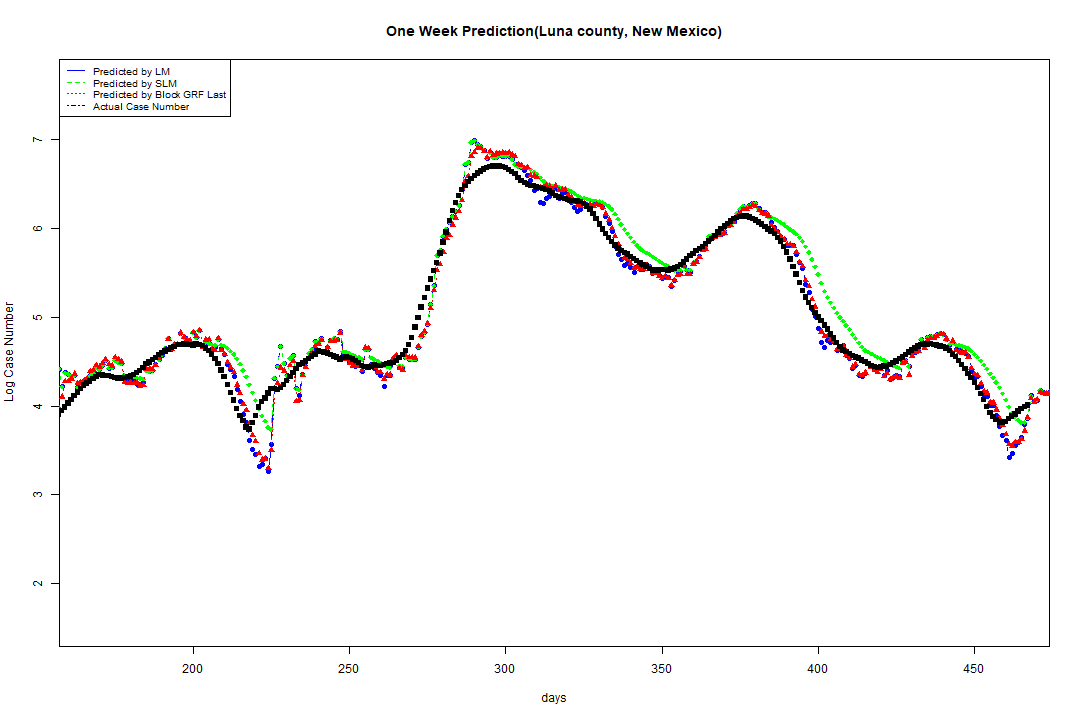 One Week Prediction(Luna county, New Mexico)
Predicted by LM
Predicted by SLM
Predicted by Block GRF Last
Actual Case Number
7
6
5
4
3
2
Log Case Number
200 250 300 350 400 450
days